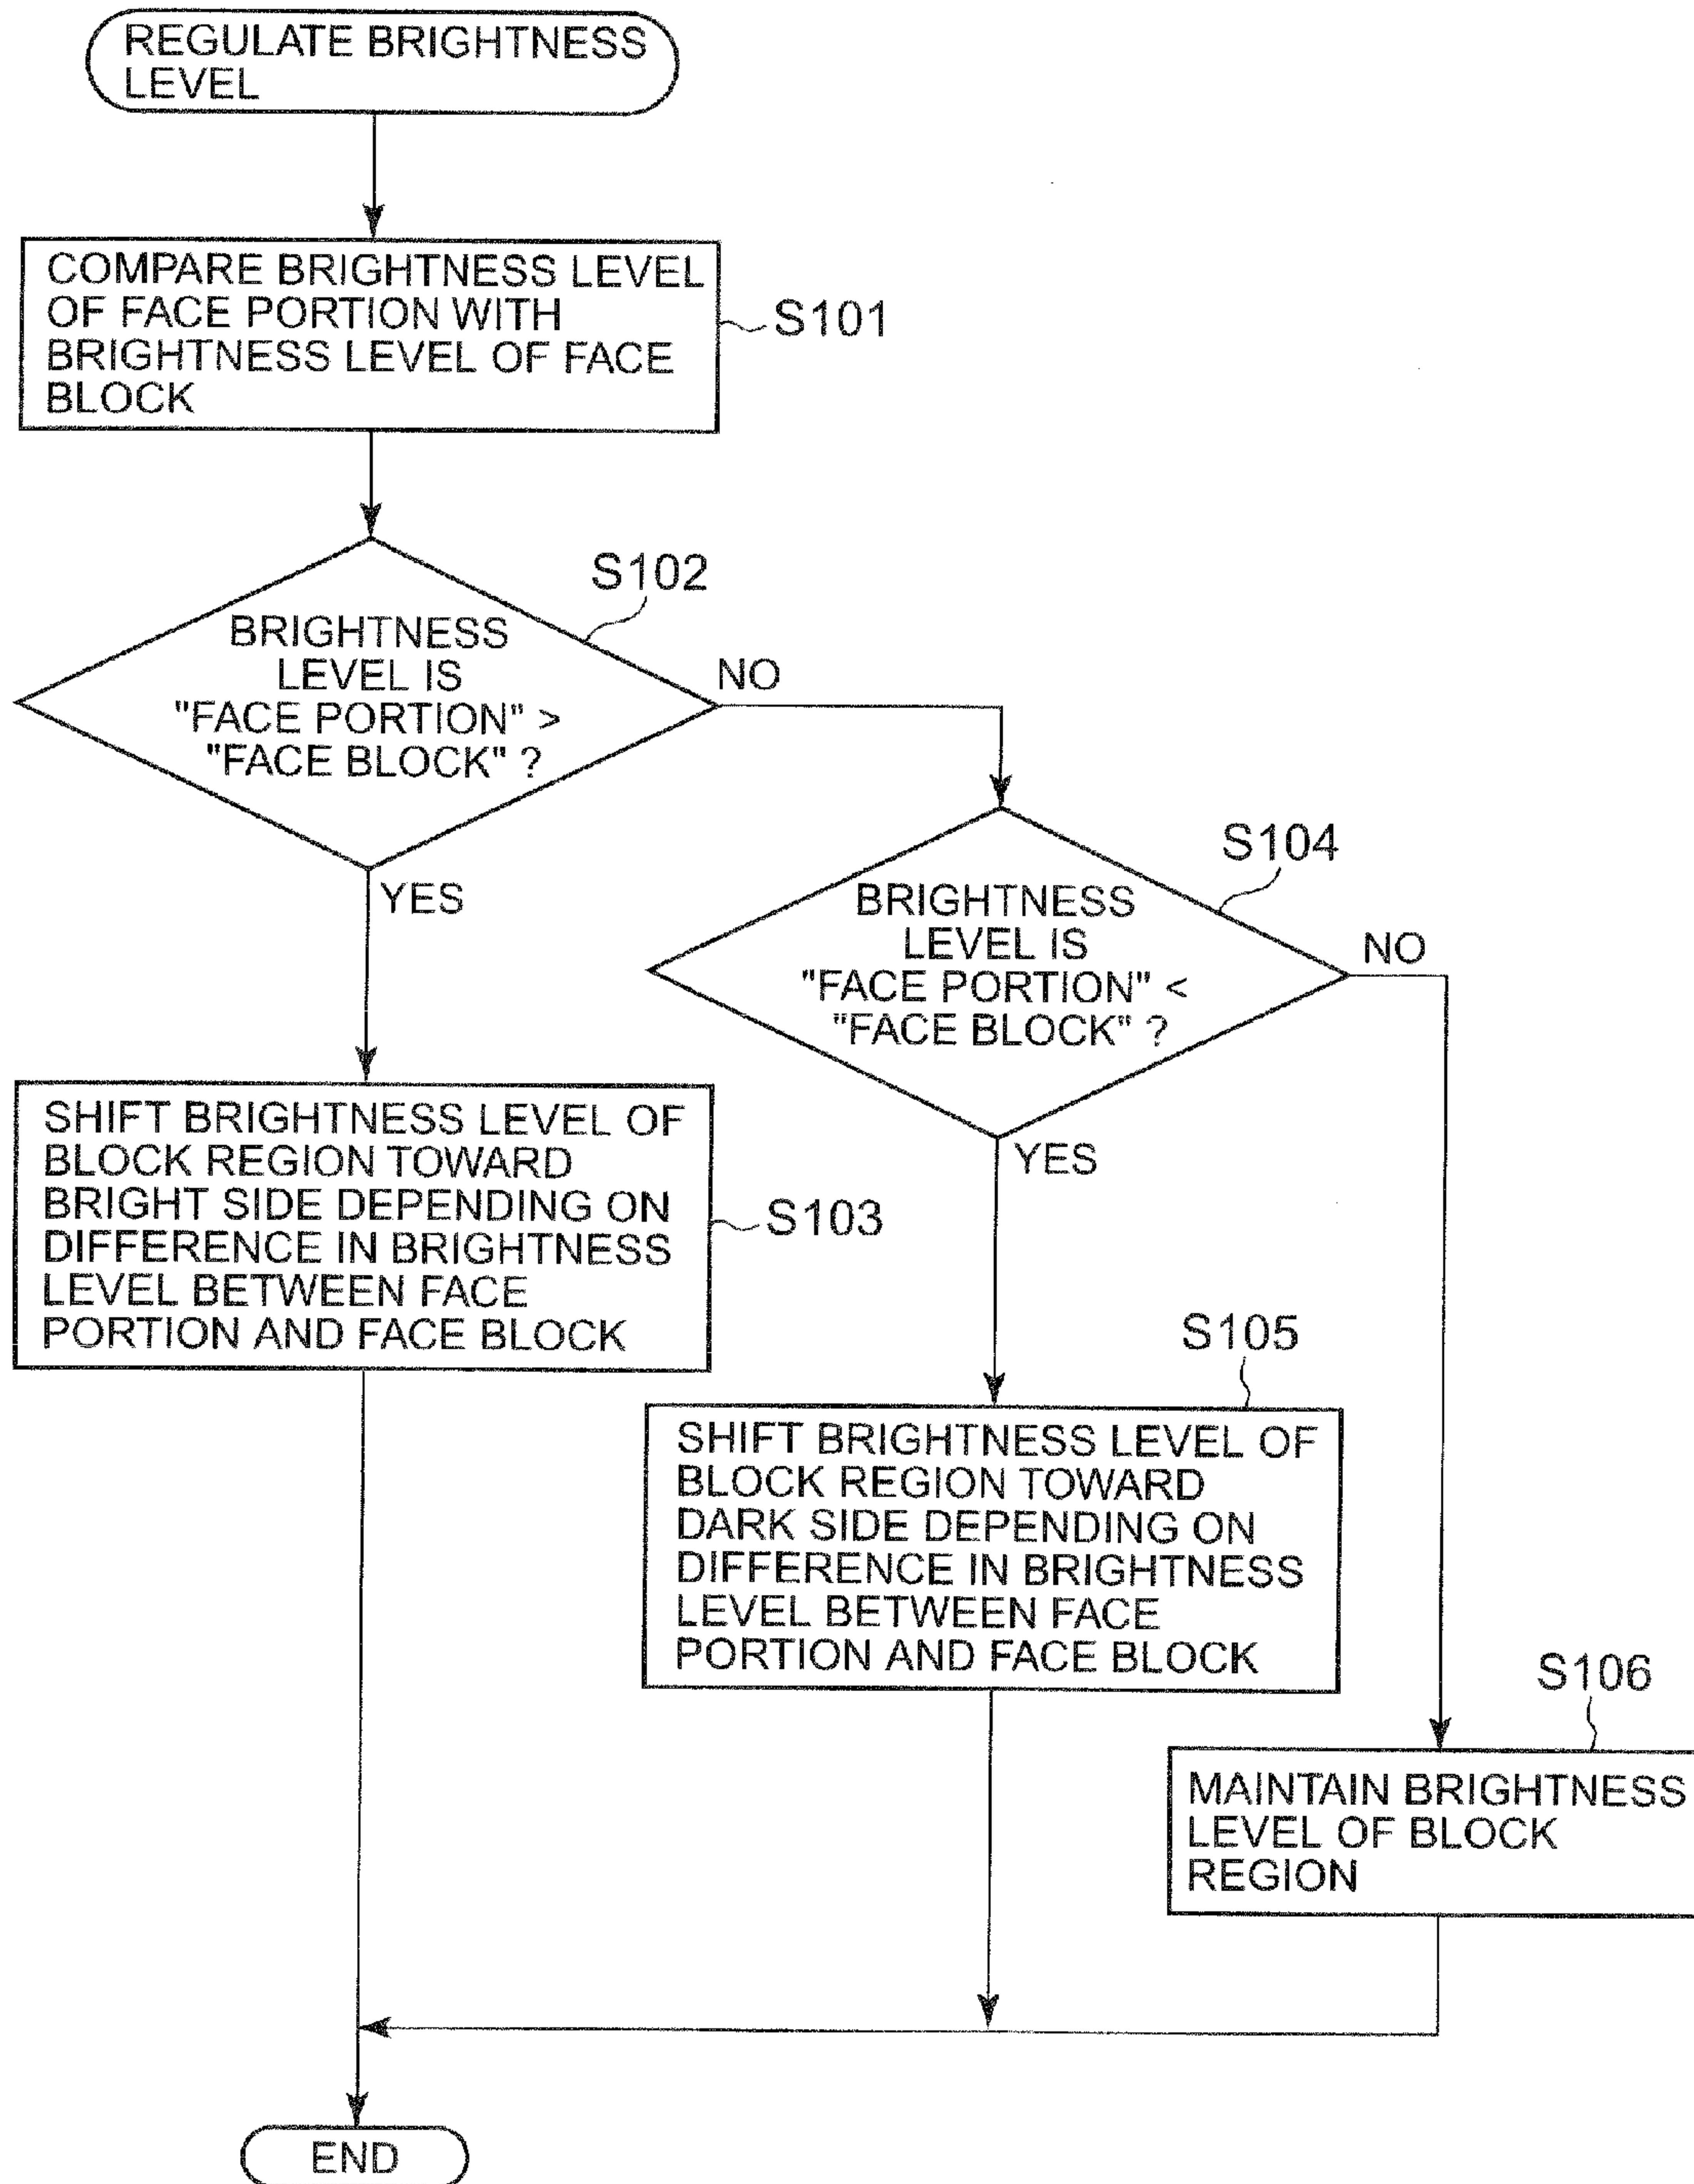 REGULATE BRIGHTNESS
LEVEL
COMPARE BRIGHTNESS LEVEL
OF FACE PORTION WITH
BRIGHTNESS LEVEL OF FACE
BLOCK
S101
S102
BRIGHTNESS
LEVEL IS
"FACE PORTION" >
"FACE BLOCK" ?
NO
YES
S104
BRIGHTNESS
LEVEL IS
"FACE PORTION" <
"FACE BLOCK" ?
NO
YES
SHIFT BRIGHTNESS LEVEL OF
BLOCK REGION TOWARD
BRIGHT SIDE DEPENDING ON
DIFFERENCE IN BRIGHTNESS
LEVEL BETWEEN FACE
PORTION AND FACE BLOCK
S103
S105
SHIFT BRIGHTNESS LEVEL OF
BLOCK REGION TOWARD
DARK SIDE DEPENDING ON
DIFFERENCE IN BRIGHTNESS
LEVEL BETWEEN FACE
PORTION AND FACE BLOCK
S106
MAINTAIN BRIGHTNESS
LEVEL OF BLOCK
REGION
END